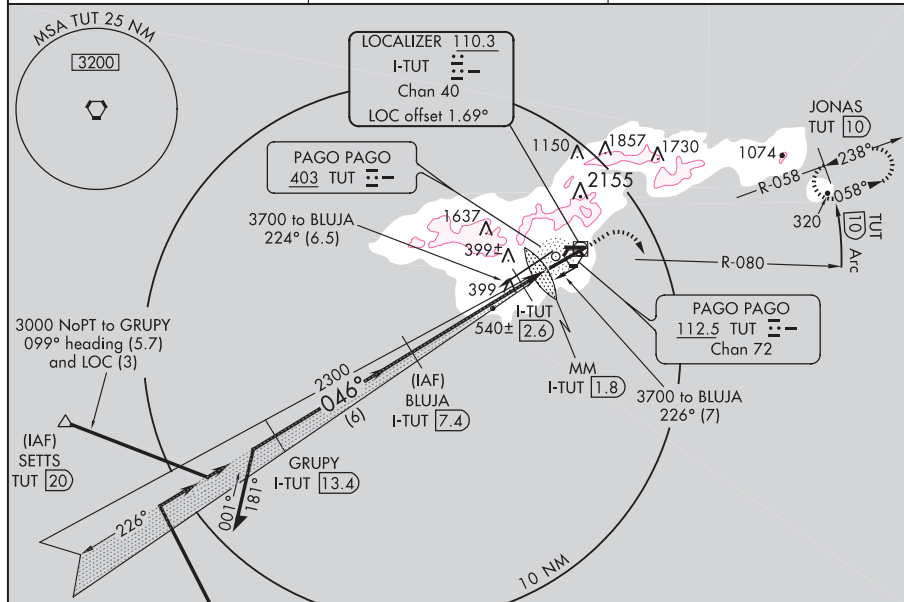 MSA TUT 25 NM
3200
LOCALIZER 110.3
I-TUT
Chan 40
LOC offset 1.69°
JONAS
TUT 10
1150
1857
1730
1074
238°
R-058
058°
320
TUT
10 Arc
PAGO PAGO
403 TUT
2155
1637
3700 to BLUJA
224° (6.5)
399±
R-080
399
I-TUT
2.6
540±
PAGO PAGO
112.5 TUT
Chan 72
3000 NoPT to GRUPY
099° heading (5.7)
and LOC (3)
MM
I-TUT 1.8
2300
046°
(6)
(IAF)
BLUJA
I-TUT 7.4
3700 to BLUJA
226° (7)
(IAF)
SETTS
TUT 20
GRUPY
I-TUT 13.4
001°
181°
226°
10 NM